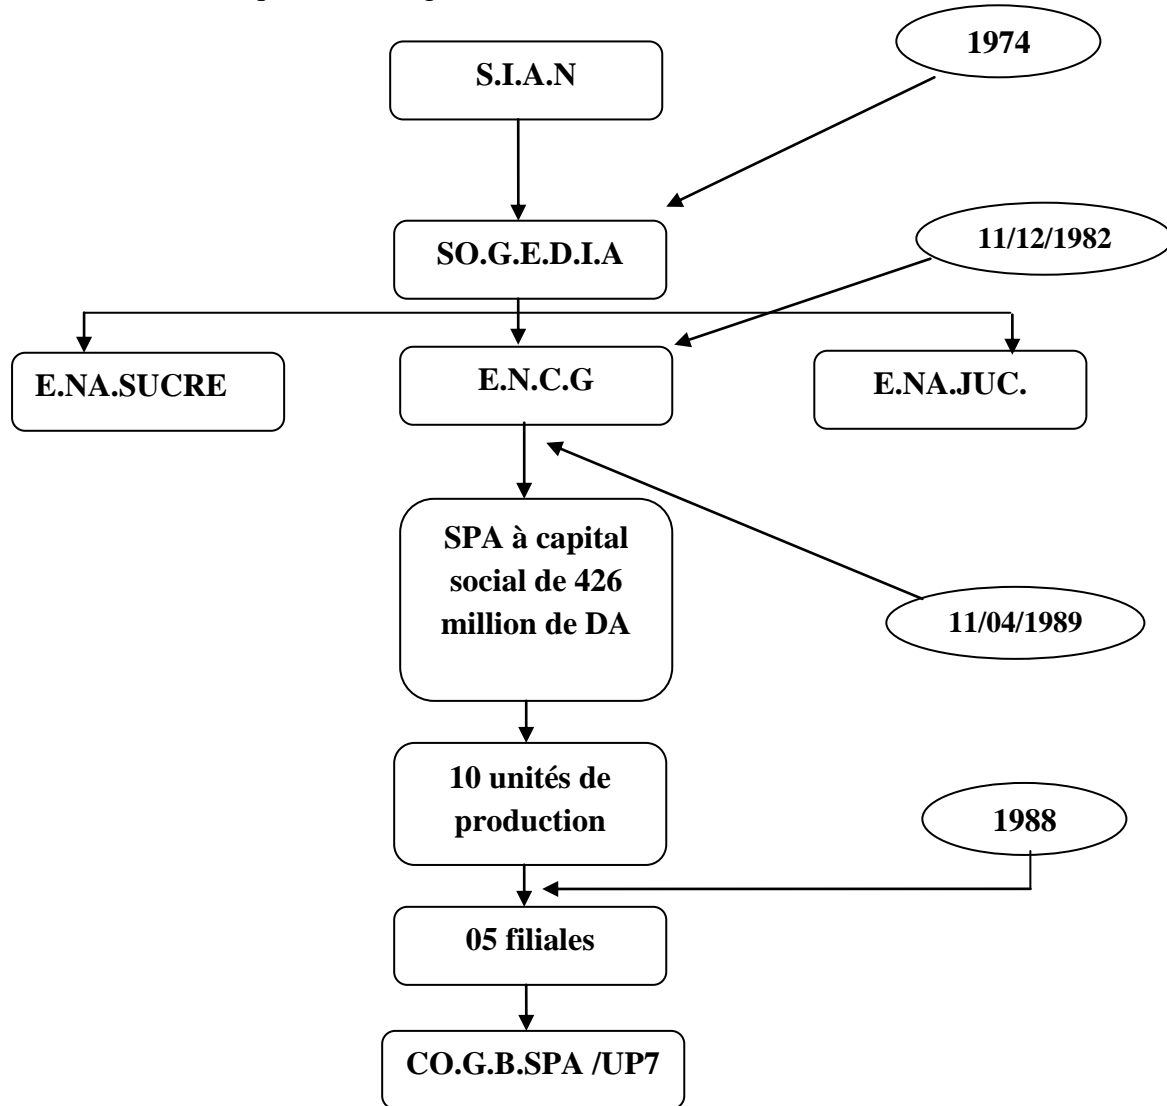 1974
S.I.A.N
11/12/1982
SO.G.E.D.I.A
E.NA.SUCRE
E.N.C.G
E.NA.JUC.
SPA à capital
social de 426
million de DA
11/04/1989
10 unités de
production
1988
05 filiales
CO.G.B.SPA /UP7